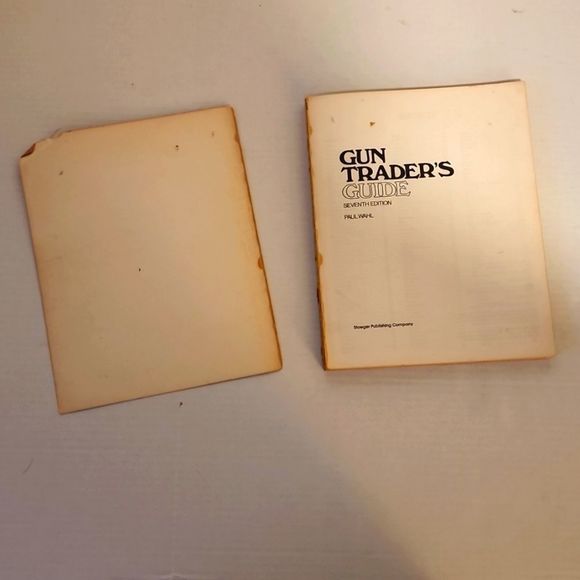 GUN
TRADER'S
GUIDE
SEVENTH EDITION
PAUL WAHL
Stoeger Publishing Company